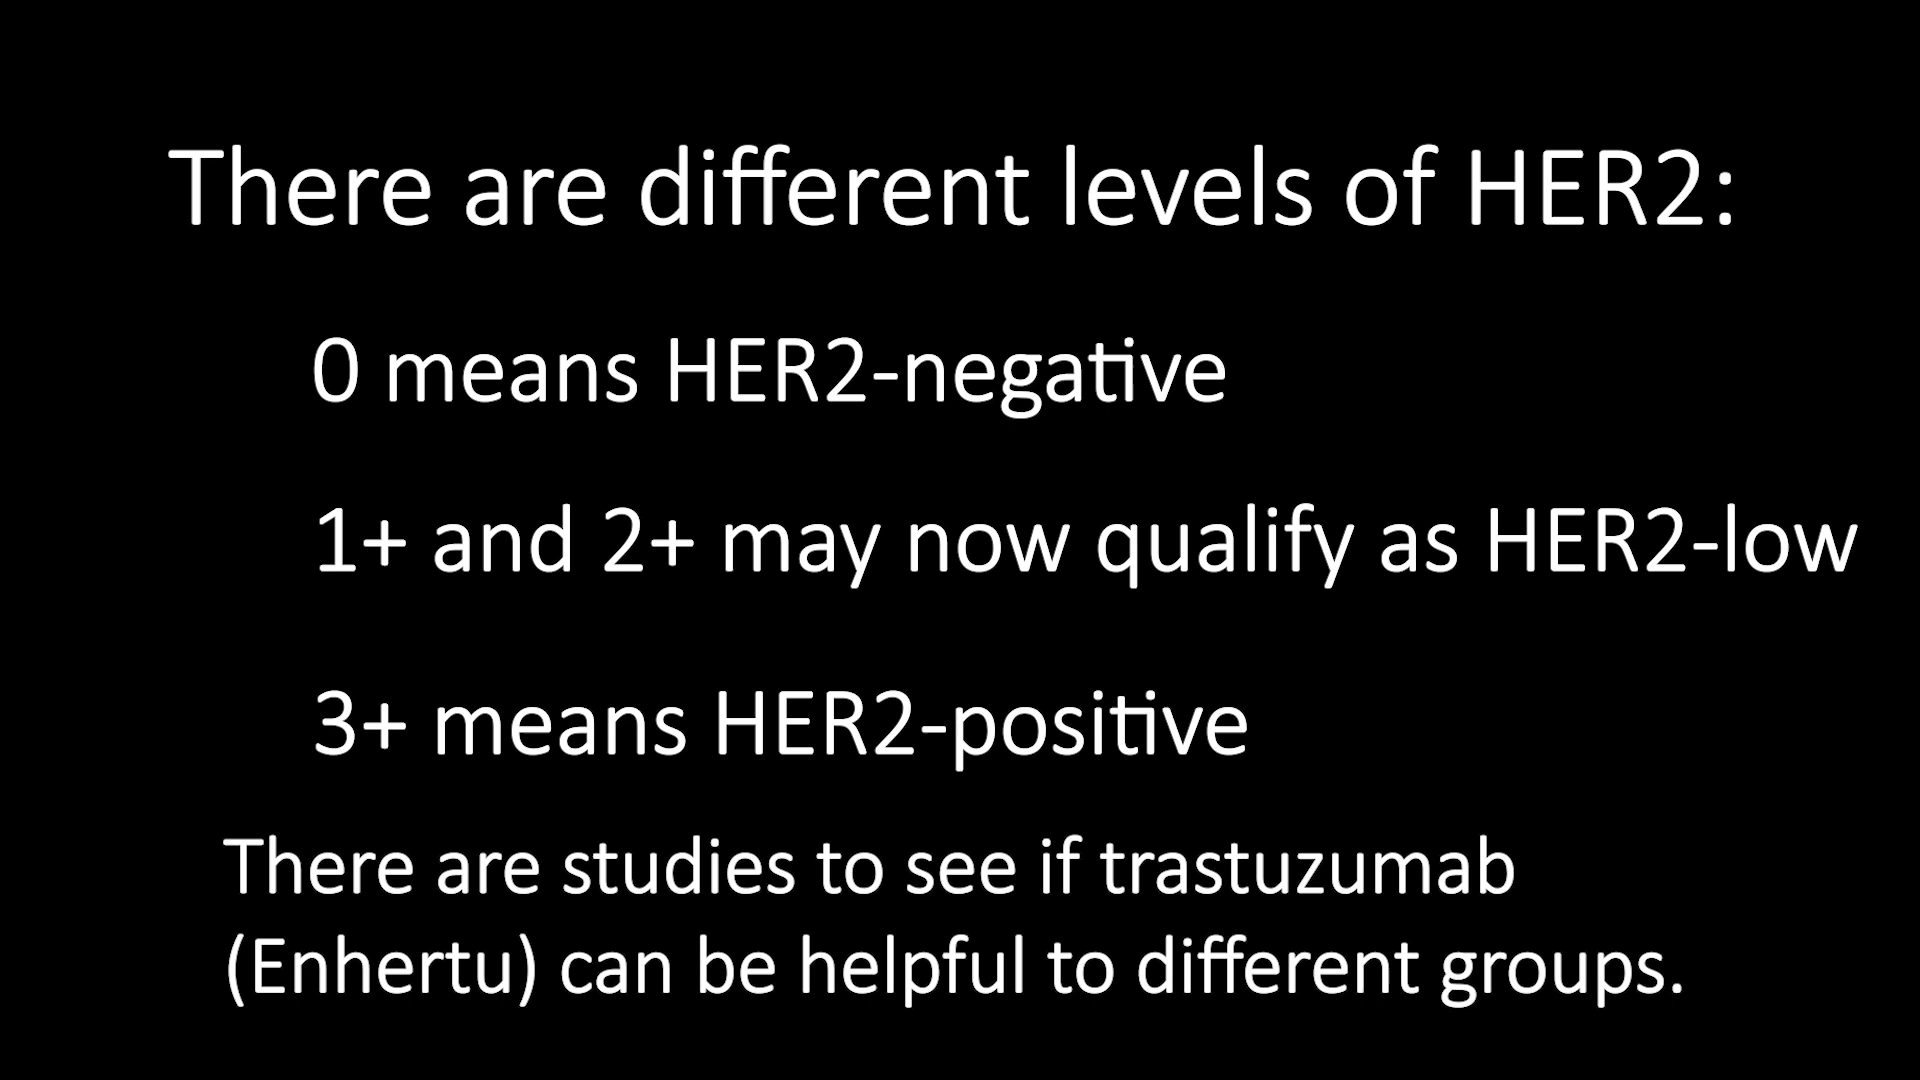 There are different levels of HER2:
0 means HER2-negative
1+ and 2+ may now qualify as HER2-low
3+ means HER2-positive
There are studies to see if trastuzumab
(Enhertu) can be helpful to different groups.